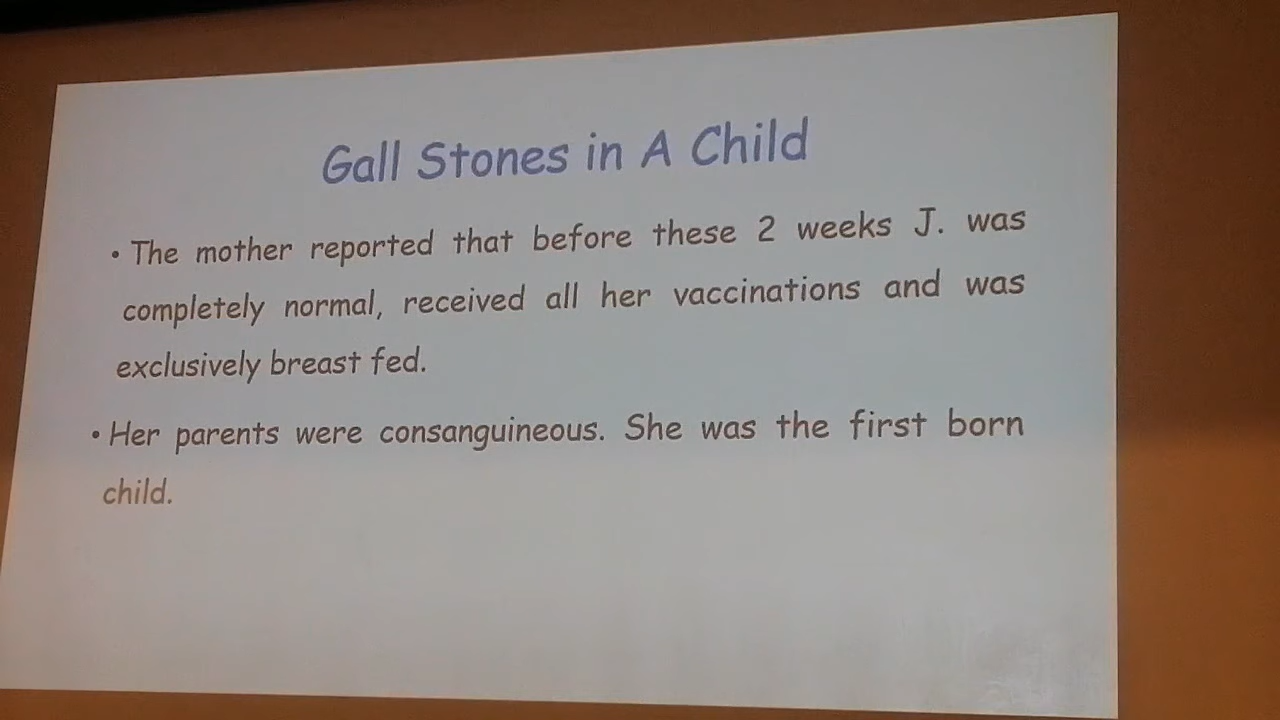 Gall Stones in A Child
• The mother reported that before these 2 weeks J. was
completely normal, received all her vaccinations and was
exclusively breast fed.
• Her parents were consanguineous. She was the first born
child.